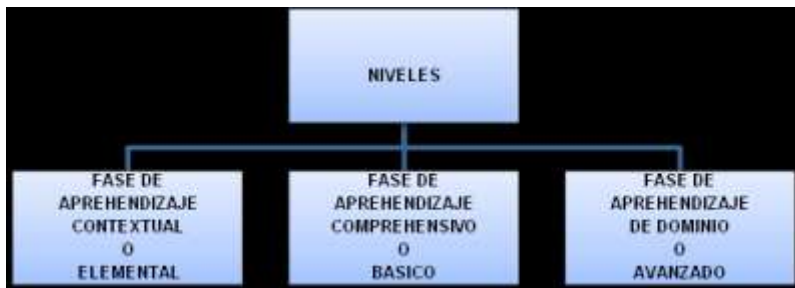 NIVELES
FASE DE
APREHENDIZAJE
CONTEXTUAL
O
ELEMENTAL
FASE DE
APREHENDIZAJE
COMPREHENSIVO
O
BASICO
FASE DE
APREHENDIZAJE
DE DOMINIO
O
AVANZADO